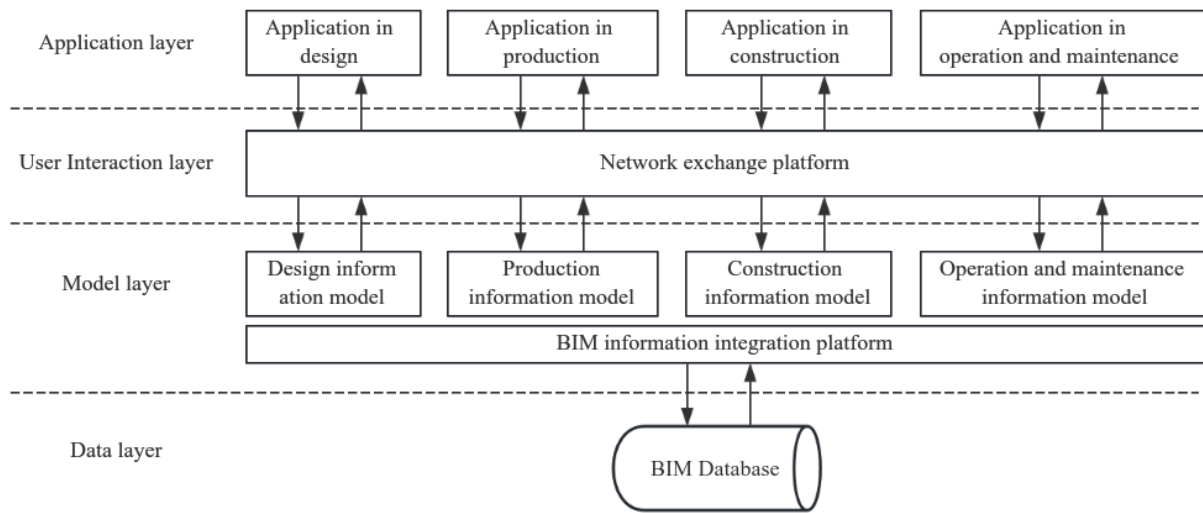 Application layer
Application in
design
Application in
production
Application in
construction
Application in
operation and maintenance
User Interaction layer
Network exchange platform
Model layer
Design inform
ation model
Production
information model
Construction
information model
Operation and maintenance
information model
BIM information integration platform
Data layer
BIM Database